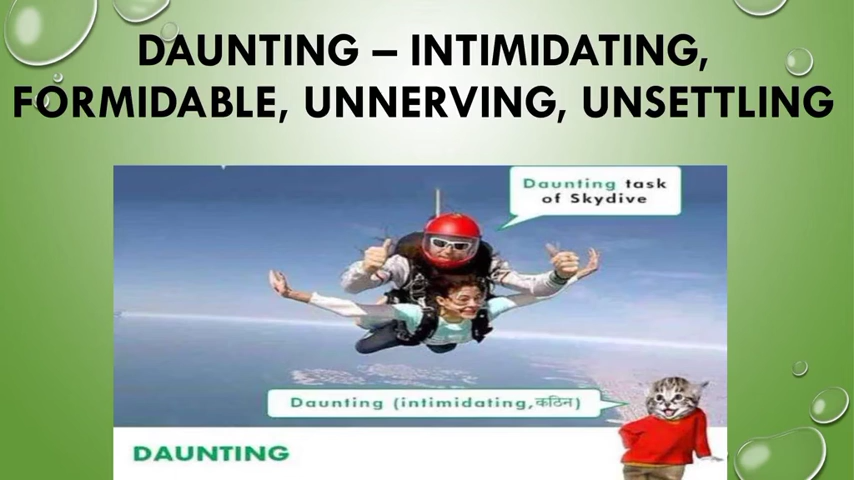 DAUNTING – INTIMIDATING,
FORMIDABLE, UNNERVING, UNSETTLING
Daunting task
of Skydive
Daunting (intimidating,कठिन)
DAUNTING